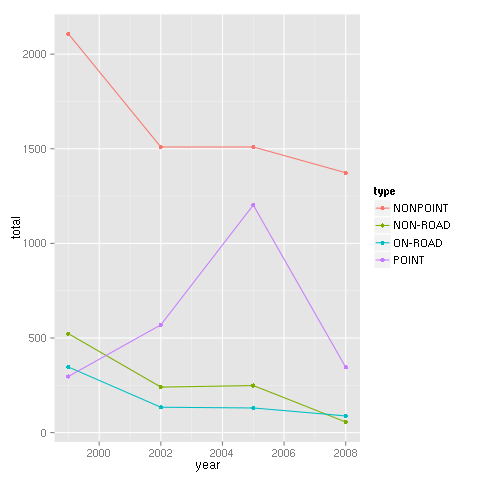 2000
1500
1000
500
0
total
2000
2002
2004
2006
2008
year
type
NONPOINT
NON-ROAD
ON-ROAD
POINT